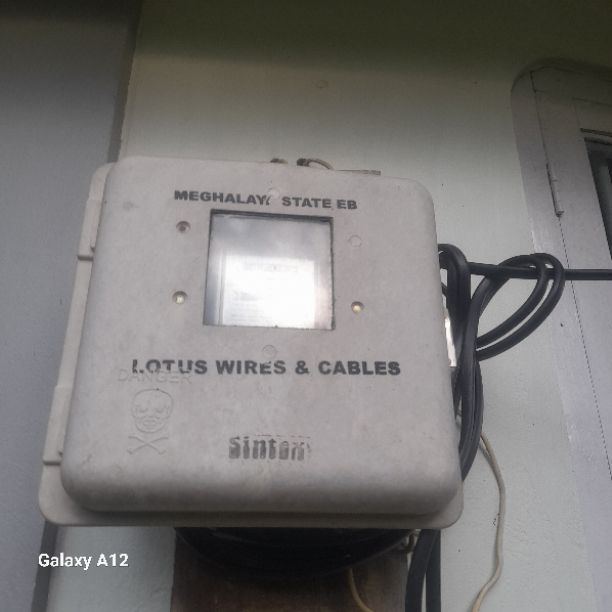 MEGHALAYA STATE EB
LOTUS WIRES & CABLES
DANGER
Sintex
Galaxy A12